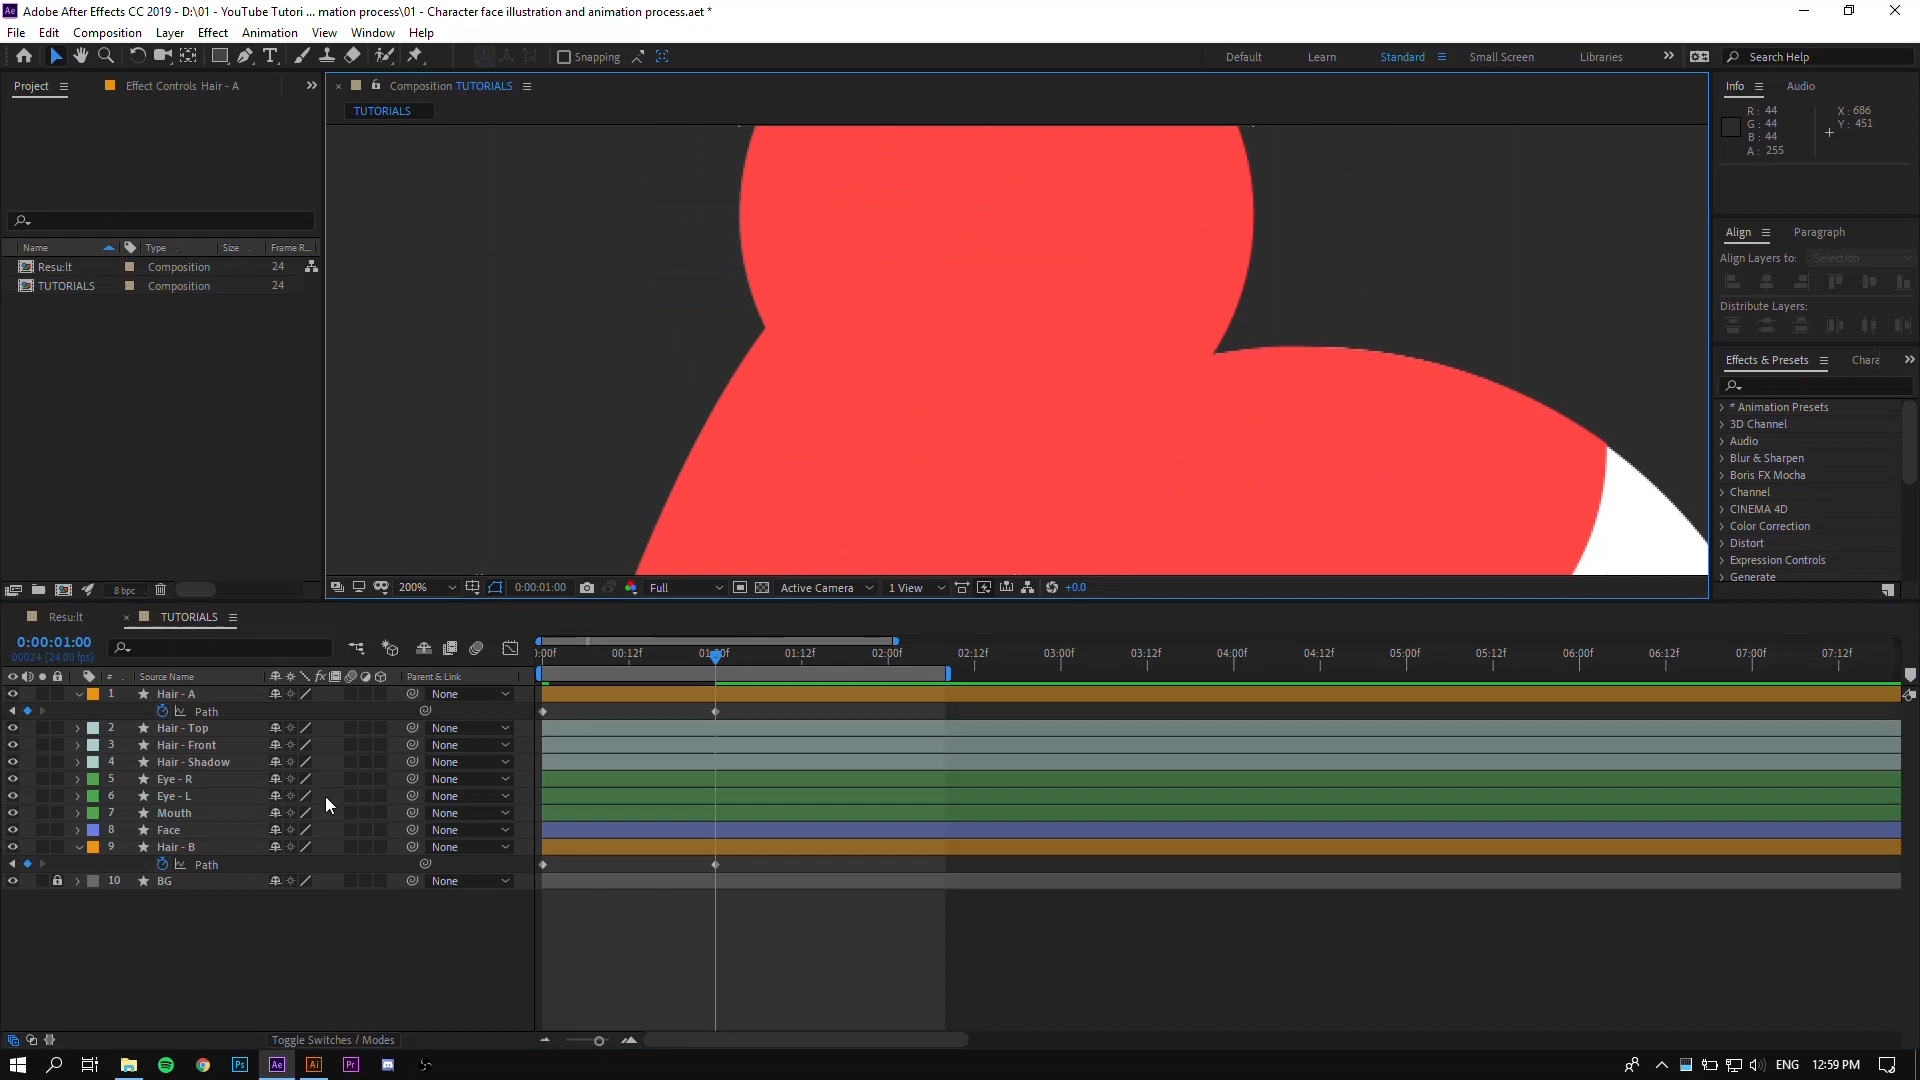 Adobe After Effects CC 2019 - D:\01 - YouTube Tutori ... mation process\01 - Character face illustration and animation process.aet *
File Edit Composition Layer Effect Animation View Window Help
Snapping Default Learn Standard Small Screen Libraries Search Help
Project Effect Controls Hair - A
Composition TUTORIALS
TUTORIALS
Info Audio
R: 44 X: 686
G: 44 Y: 451
B: 44
A: 255
Align Paragraph
Align Layers to: Selection
Distribute Layers:
Effects & Presets Chara
* Animation Presets
3D Channel
Audio
Blur & Sharpen
Boris FX Mocha
Channel
CINEMA 4D
Color Correction
Distort
Expression Controls
Generate
Name Type Size Frame R...
Resu:lt Composition 24
TUTORIALS Composition 24
8 bpc
200% 0:00:01:00 Full Active Camera 1 View +0.0
Resu:lt TUTORIALS
0:00:01:00
00024 (24.00 fps)
# Source Name fx Parent & Link
):00f 00:12f 01:00f 01:12f 02:00f 02:12f 03:00f 03:12f 04:00f 04:12f 05:00f 05:12f 06:00f 06:12f 07:00f 07:12f
1 Hair - A None
Path
2 Hair - Top None
3 Hair - Front None
4 Hair - Shadow None
5 Eye - R None
6 Eye - L None
7 Mouth None
8 Face None
9 Hair - B None
Path
10 BG None
Toggle Switches / Modes
Ps Ae Ai Pr ENG 12:59 PM